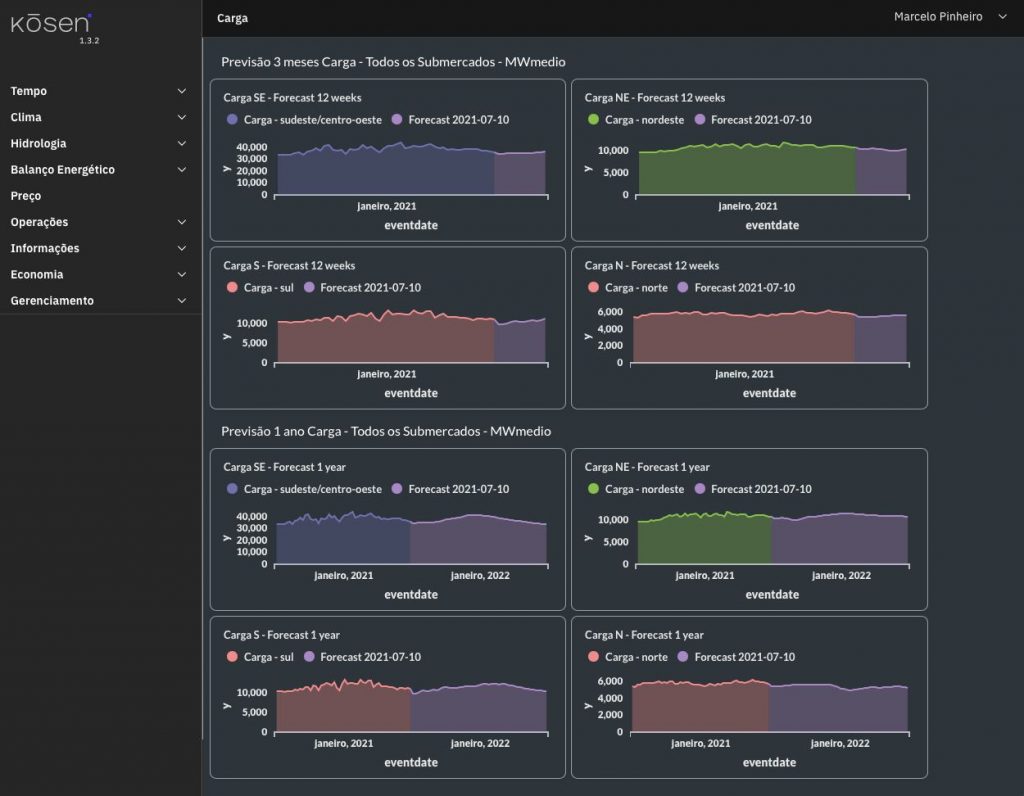 kōsen
1.3.2
Carga
Marcelo Pinheiro
Tempo
Clima
Hidrologia
Balanço Energético
Preço
Operações
Informações
Economia
Gerenciamento
Previsão 3 meses Carga - Todos os Submercados - MWmedio
Carga SE - Forecast 12 weeks
Carga - sudeste/centro-oeste Forecast 2021-07-10
40,000
30,000
20,000
10,000
0
y
janeiro, 2021
eventdate
Carga NE - Forecast 12 weeks
Carga - nordeste Forecast 2021-07-10
10,000
5,000
0
y
janeiro, 2021
eventdate
Carga S - Forecast 12 weeks
Carga - sul Forecast 2021-07-10
10,000
5,000
0
y
janeiro, 2021
eventdate
Carga N - Forecast 12 weeks
Carga - norte Forecast 2021-07-10
6,000
4,000
2,000
0
y
janeiro, 2021
eventdate
Previsão 1 ano Carga - Todos os Submercados - MWmedio
Carga SE - Forecast 1 year
Carga - sudeste/centro-oeste Forecast 2021-07-10
40,000
30,000
20,000
10,000
0
y
janeiro, 2021 janeiro, 2022
eventdate
Carga NE - Forecast 1 year
Carga - nordeste Forecast 2021-07-10
10,000
5,000
0
y
janeiro, 2021 janeiro, 2022
eventdate
Carga S - Forecast 1 year
Carga - sul Forecast 2021-07-10
10,000
5,000
0
y
janeiro, 2021 janeiro, 2022
eventdate
Carga N - Forecast 1 year
Carga - norte Forecast 2021-07-10
6,000
4,000
2,000
0
y
janeiro, 2021 janeiro, 2022
eventdate